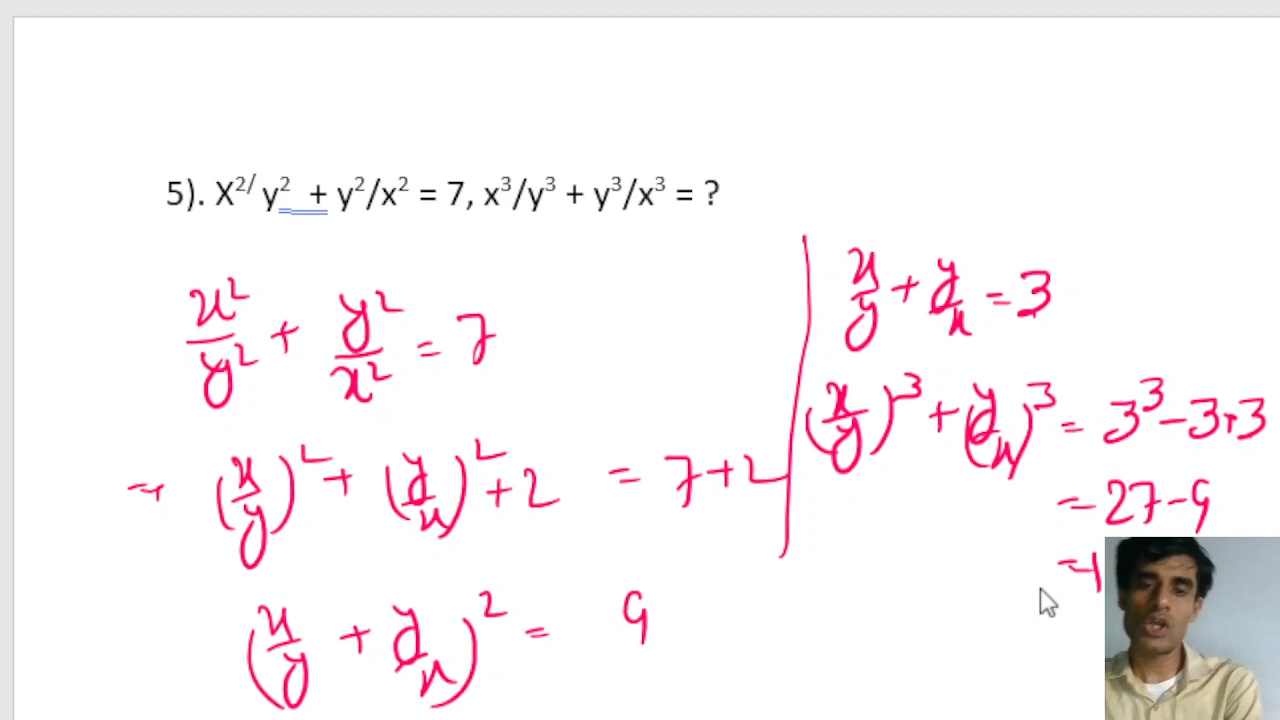 5). X²/ y² + y²/x² = 7, x³/y³ + y³/x³ = ?
x²/y² + y²/x² = 7
⇒ (x/y)² + (y/x)² + 2 = 7+2
(x/y + y/x)² = 9
x/y + y/x = 3
(x/y)³ + (y/x)³ = 3³ - 3*3
= 27-9
= 1